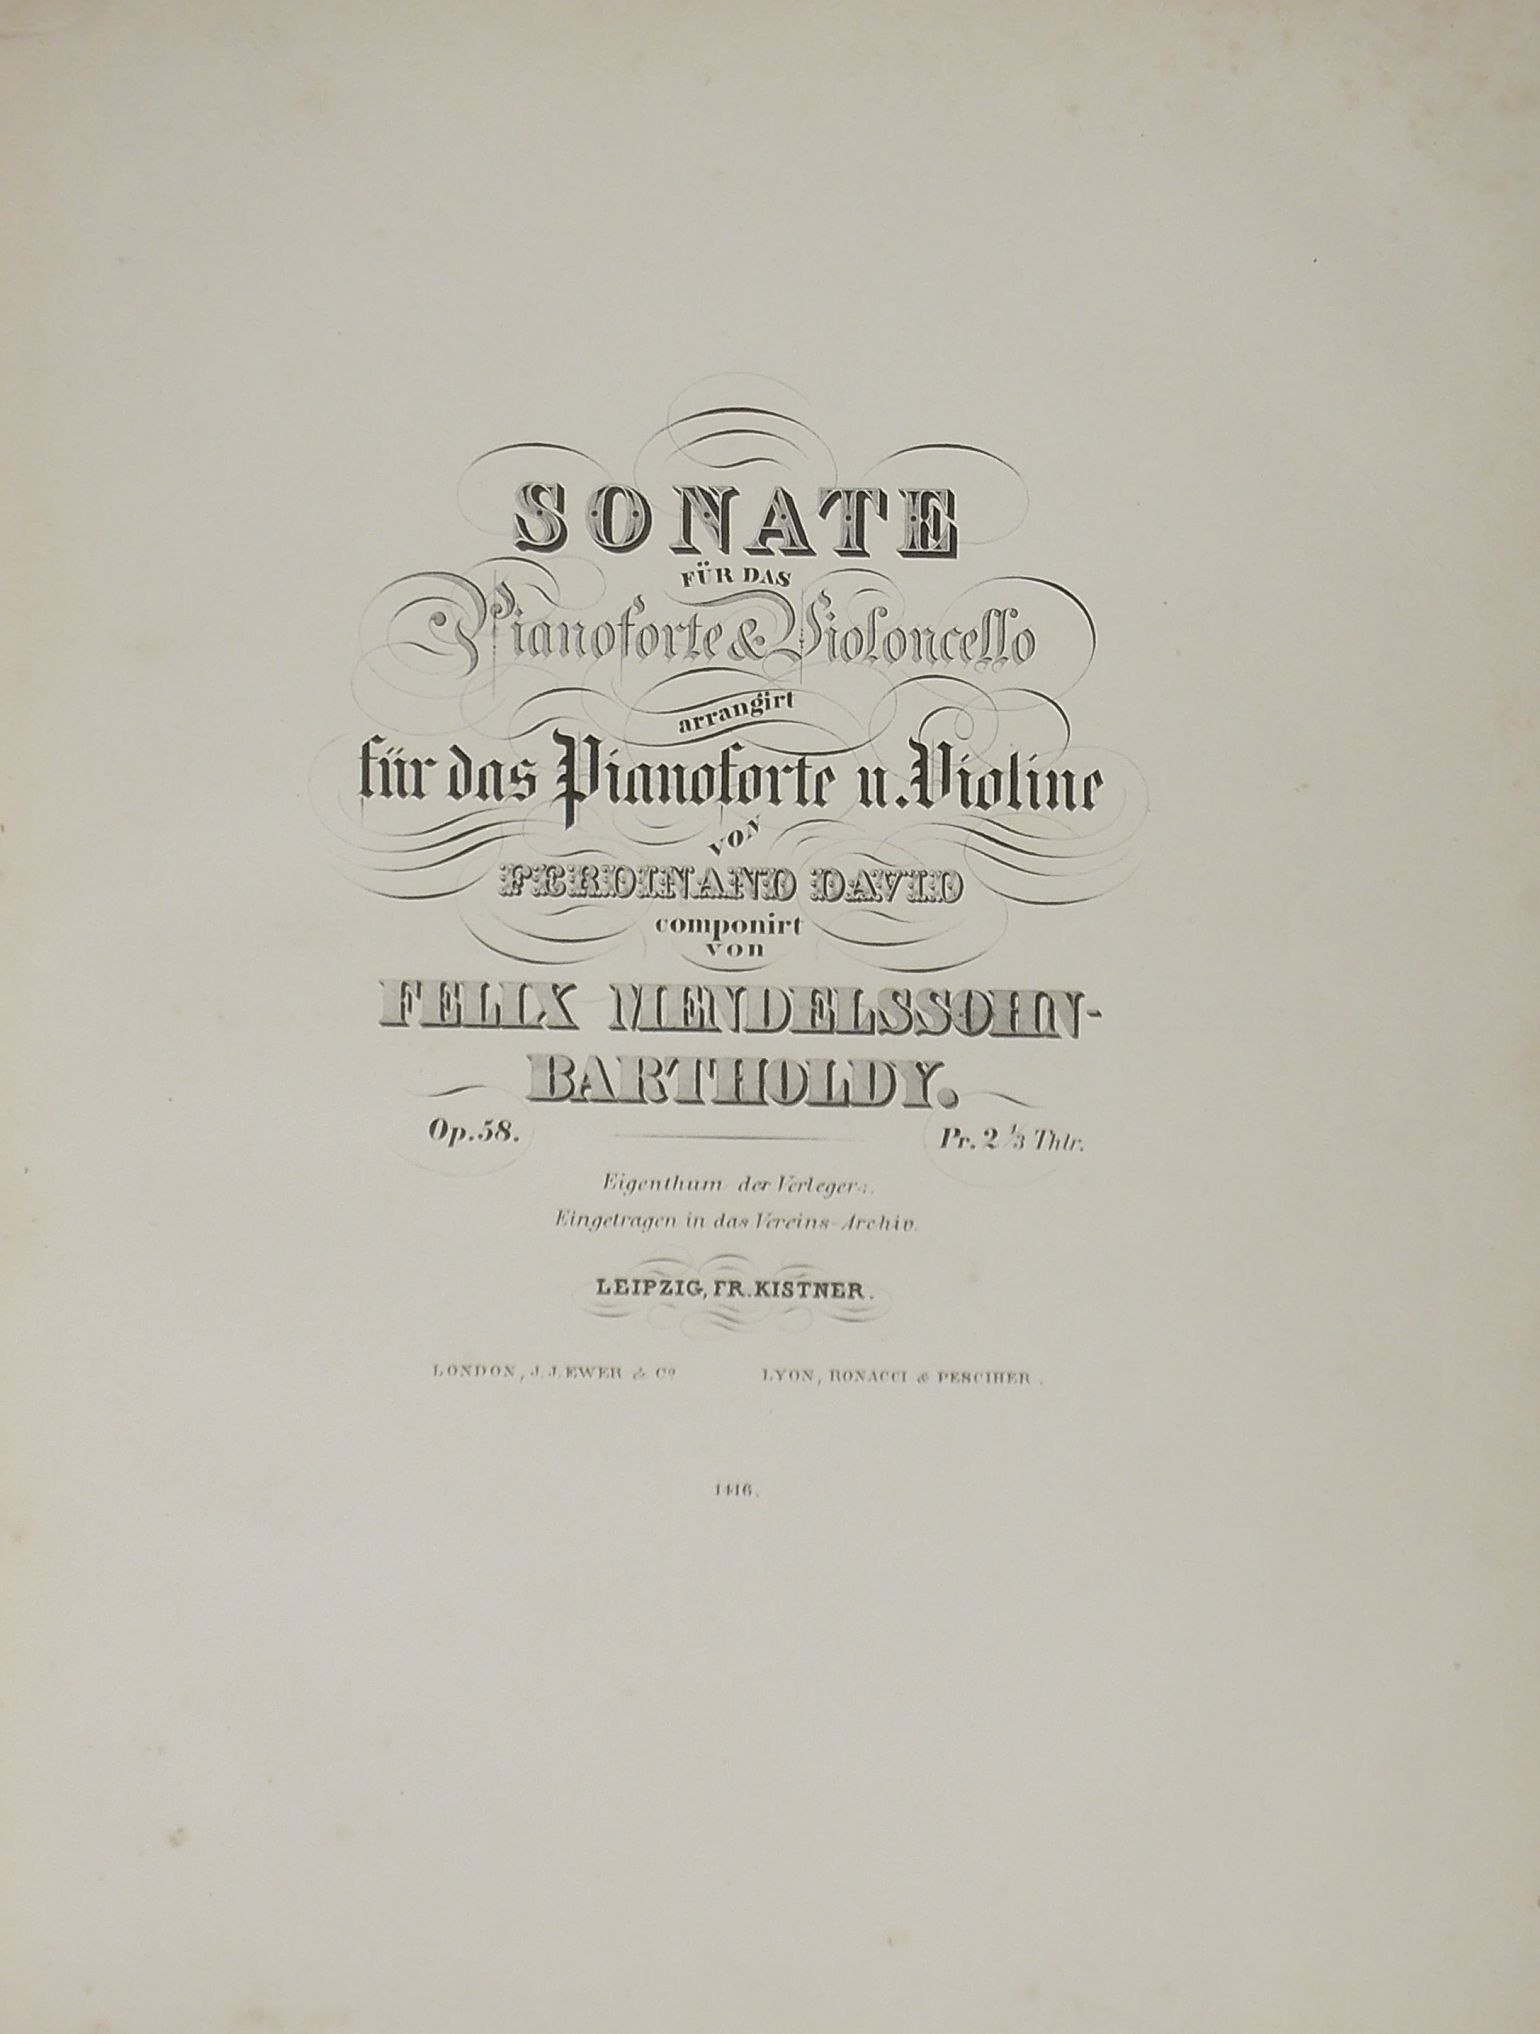 SONATE
FÜR DAS
Pianoforte & Violoncello
arrangirt
für das Pianoforte u. Violine
von
FERDINAND DAVID
componirt
von
FELIX MENDELSSOHN-
BARTHOLDY.
Op. 58. Pr. 2 1/3 Thlr.
Eigenthum der Verleger.
Eingetragen in das Vereins-Archiv.
LEIPZIG, FR. KISTNER.
LONDON, J. J. EWER & Co. LYON, BONACCI & PESCIHER.
1416.